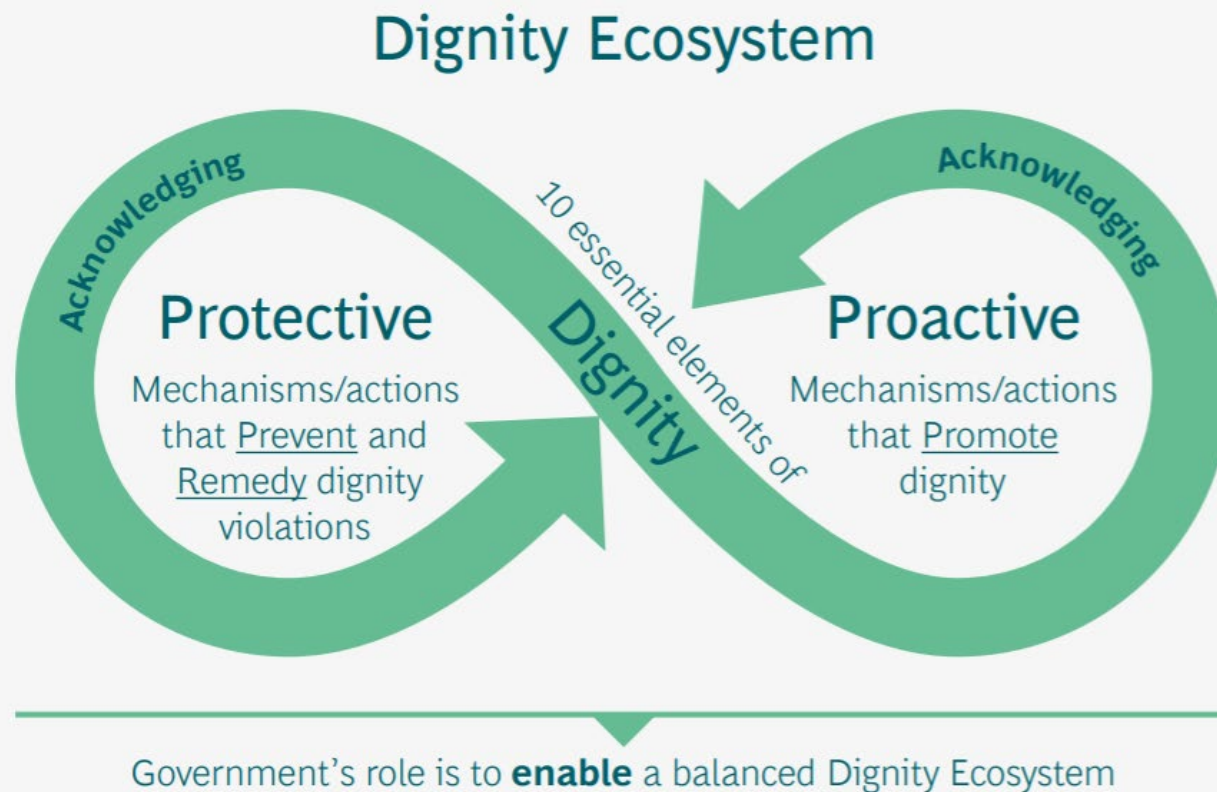 Dignity Ecosystem
Acknowledging
Protective
Mechanisms/actions
that Prevent and
Remedy dignity
violations
10 essential elements of
Dignity
Acknowledging
Proactive
Mechanisms/actions
that Promote
dignity
Government’s role is to enable a balanced Dignity Ecosystem